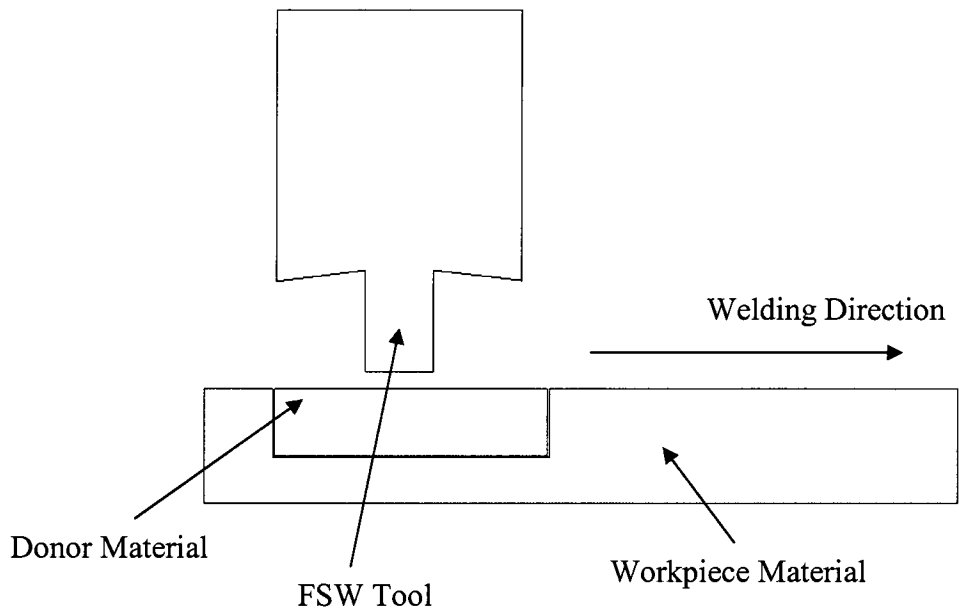 Welding Direction
Donor Material
FSW Tool
Workpiece Material